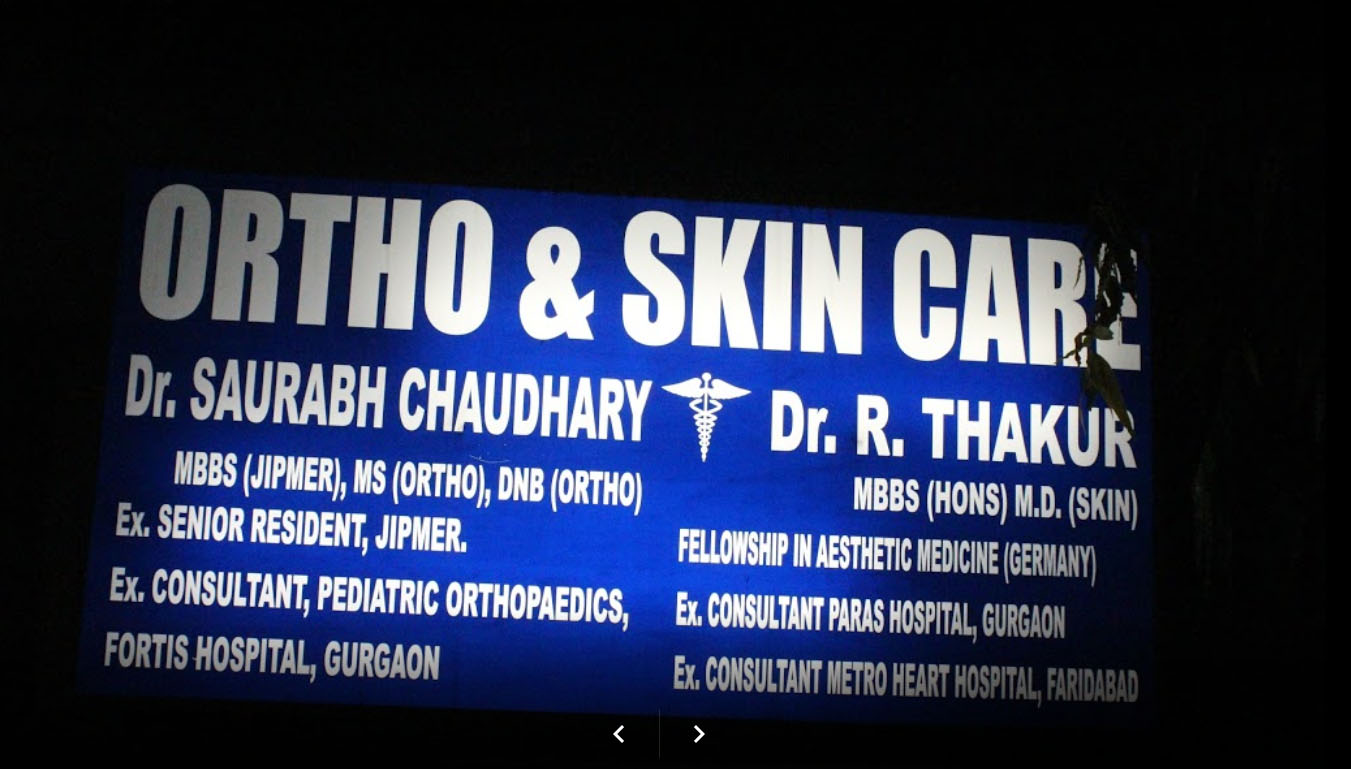 ORTHO & SKIN CARE
Dr. SAURABH CHAUDHARY
MBBS (JIPMER), MS (ORTHO), DNB (ORTHO)
Ex. SENIOR RESIDENT, JIPMER.
Ex. CONSULTANT, PEDIATRIC ORTHOPAEDICS,
FORTIS HOSPITAL, GURGAON
Dr. R. THAKUR
MBBS (HONS) M.D. (SKIN)
FELLOWSHIP IN AESTHETIC MEDICINE (GERMANY)
Ex. CONSULTANT PARAS HOSPITAL, GURGAON
Ex. CONSULTANT METRO HEART HOSPITAL, FARIDABAD